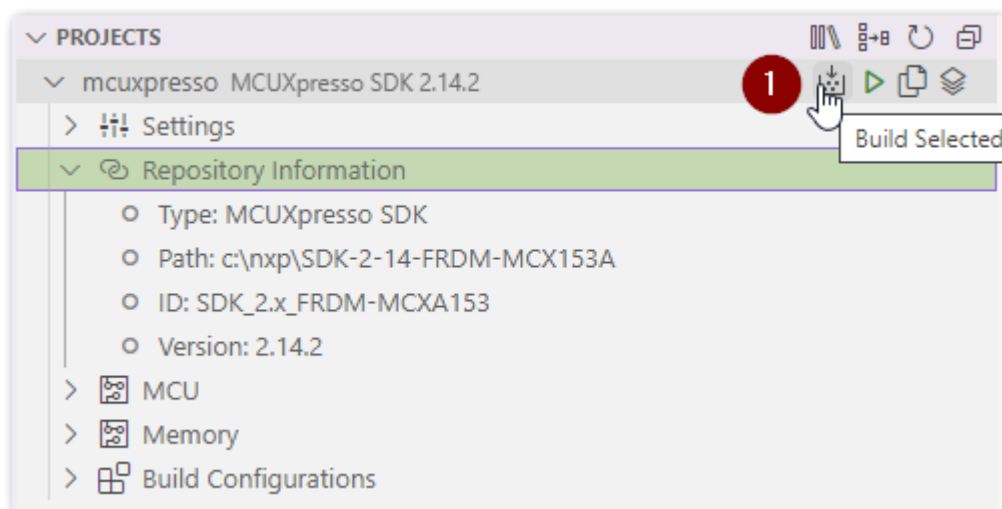 PROJECTS
mcuxpresso MCUXpresso SDK 2.14.2
1
Build Selected
Settings
Repository Information
Type: MCUXpresso SDK
Path: c:\nxp\SDK-2-14-FRDM-MCX153A
ID: SDK_2.x_FRDM-MCXA153
Version: 2.14.2
MCU
Memory
Build Configurations